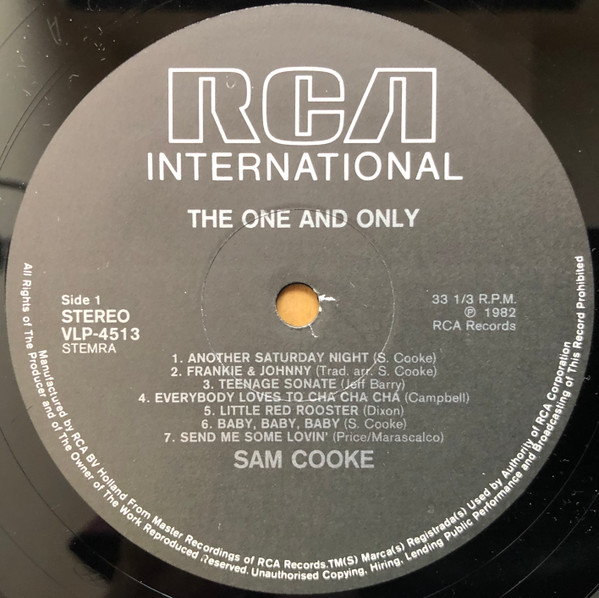 RCA
INTERNATIONAL
THE ONE AND ONLY
Side 1
STEREO
VLP-4513
STEMRA
33 1/3 R.P.M.
℗ 1982
RCA Records
1. ANOTHER SATURDAY NIGHT (S. Cooke)
2. FRANKIE & JOHNNY (Trad. arr. S. Cooke)
3. TEENAGE SONATE (Jeff Barry)
4. EVERYBODY LOVES TO CHA CHA CHA (Campbell)
5. LITTLE RED ROOSTER (Dixon)
6. BABY, BABY, BABY (S. Cooke)
7. SEND ME SOME LOVIN' (Price/Marascalco)
SAM COOKE
Manufactured by RCA BV Holland From Master Recordings of RCA Records.TM(S) Marca(s) Registrada(s) Used by Authority of RCA Corporation
All Rights of The Producer and of The Owner of The Work Reproduced Reserved. Unauthorised Copying, Hiring, Lending Public Performance and Broadcasting of This Record Prohibited